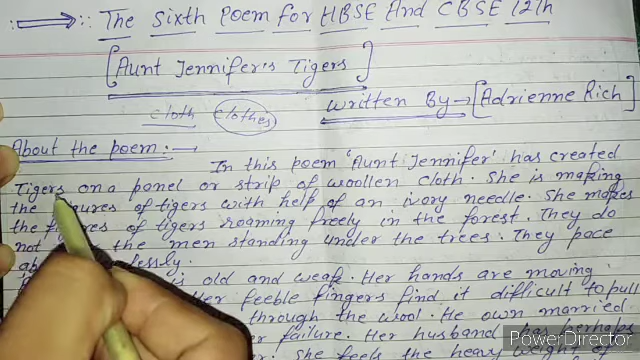 The Sixth Poem for HBSE And CBSE 12th
[Aunt Jennifer's Tigers]
written By → [Adrienne Rich]
cloth clothes
About the poem :- →
In this poem 'Aunt Jennifer' has created
Tigers on a panel or strip of woollen cloth. She is making
the figures of tigers with help of an ivory needle. She makes
the of tigers roaming freely in the forest. They do
not the men standing under the trees. They pace
is old and weak. Her hands are moving
Her feeble fingers find it difficult to pull
through the wool. He own married
failure. Her husband has perhaps
She feels the heavy weight of
PowerDirector